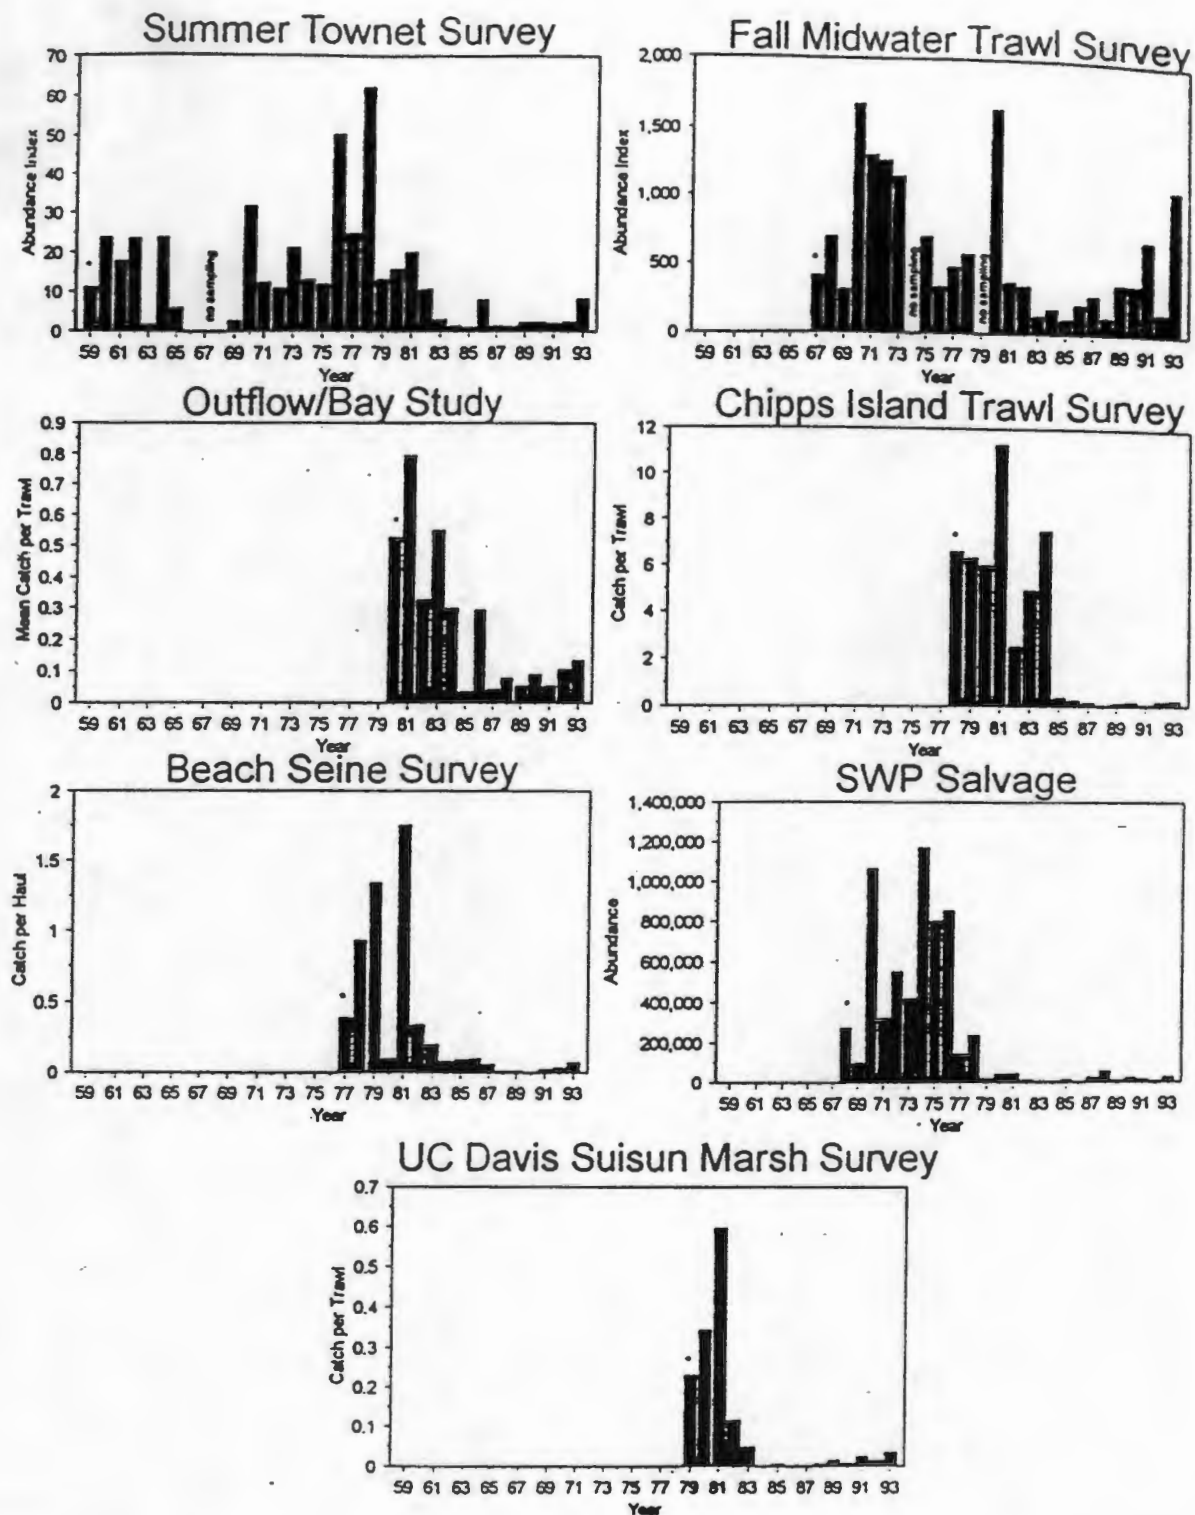 Summer Townet Survey
Abundance Index
70
60
50
40
30
20
10
0
no sampling
59 61 63 65 67 69 71 73 75 77 79 81 83 85 87 89 91 93
Year
Fall Midwater Trawl Survey
Abundance Index
2,000
1,500
1,000
500
0
no sampling
no sampling
59 61 63 65 67 69 71 73 75 77 79 81 83 85 87 89 91 93
Year
Outflow/Bay Study
Mean Catch per Trawl
0.9
0.8
0.7
0.6
0.5
0.4
0.3
0.2
0.1
0
59 61 63 65 67 69 71 73 75 77 79 81 83 85 87 89 91 93
Year
Chipps Island Trawl Survey
Catch per Trawl
12
10
8
6
4
2
0
59 61 63 65 67 69 71 73 75 77 79 81 83 85 87 89 91 93
Year
Beach Seine Survey
Catch per Haul
2
1.5
1
0.5
0
59 61 63 65 67 69 71 73 75 77 79 81 83 85 87 89 91 93
Year
SWP Salvage
Abundance
1,400,000
1,200,000
1,000,000
800,000
600,000
400,000
200,000
0
59 61 63 65 67 69 71 73 75 77 79 81 83 85 87 89 91 93
Year
UC Davis Suisun Marsh Survey
Catch per Trawl
0.7
0.6
0.5
0.4
0.3
0.2
0.1
0
59 61 63 65 67 69 71 73 75 77 79 81 83 85 87 89 91 93
Year